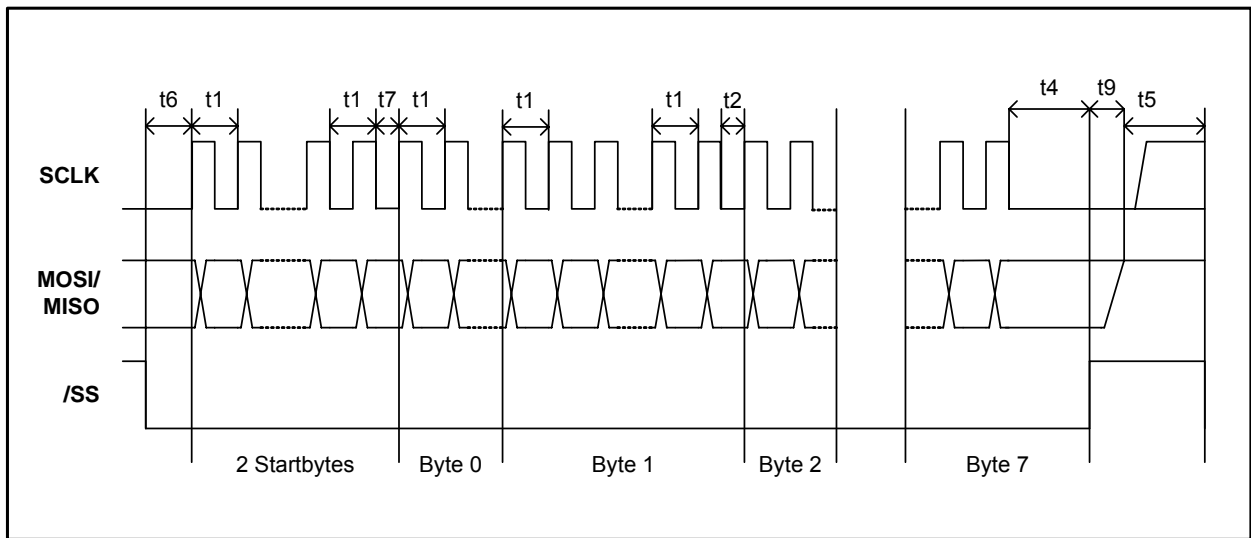 t6 t1 t1 t7 t1 t1 t1 t2 t4 t9 t5
SCLK
MOSI/
MISO
/SS
2 Startbytes Byte 0 Byte 1 Byte 2 Byte 7